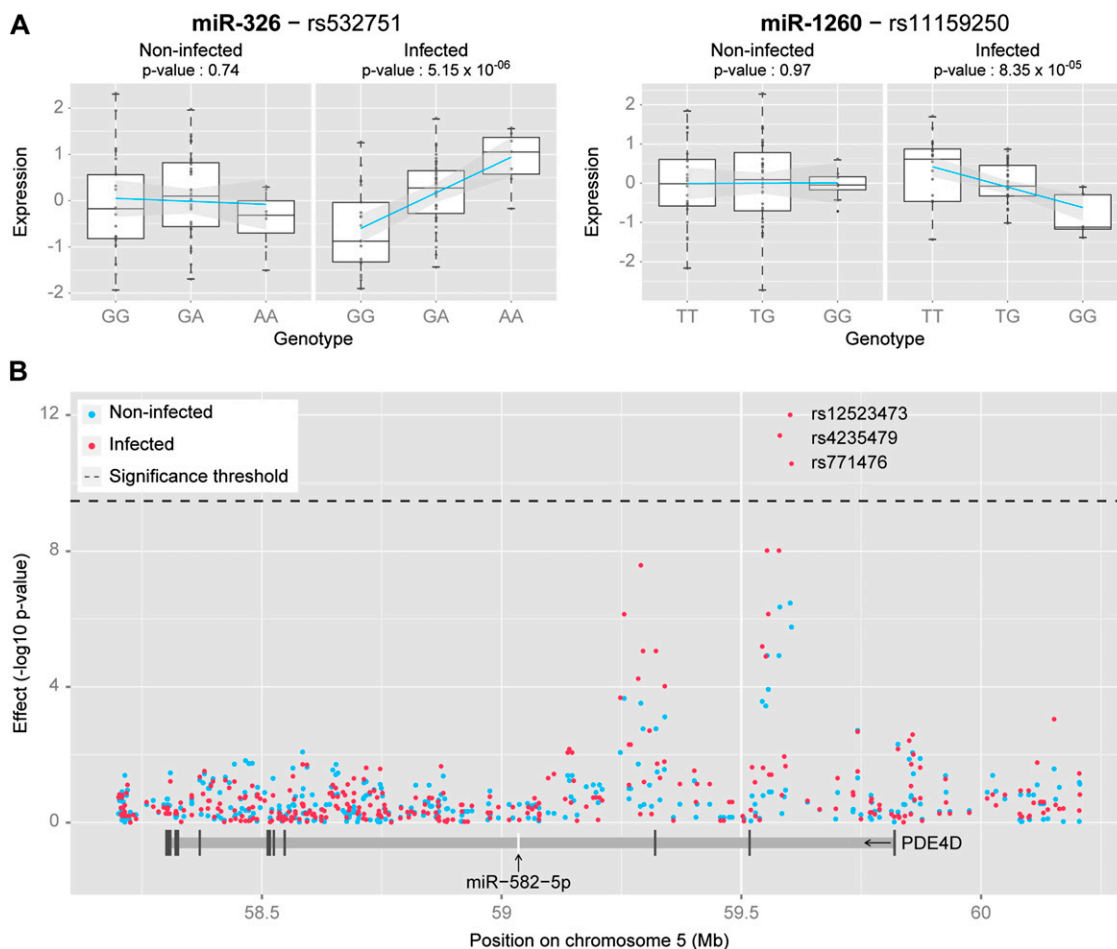 A
miR-326 – rs532751
miR-1260 – rs11159250
Non-infected
Infected
Non-infected
Infected
p-value : 0.74
p-value : 5.15 x 10-06
p-value : 0.97
p-value : 8.35 x 10-05
Expression
2
1
0
-1
-2
GG
GA
AA
GG
GA
AA
Genotype
Expression
2
1
0
-1
-2
TT
TG
GG
TT
TG
GG
Genotype
B
Effect (-log10 p-value)
12
8
4
0
Non-infected
Infected
Significance threshold
rs12523473
rs4235479
rs771476
PDE4D
miR−582−5p
58.5
59
59.5
60
Position on chromosome 5 (Mb)